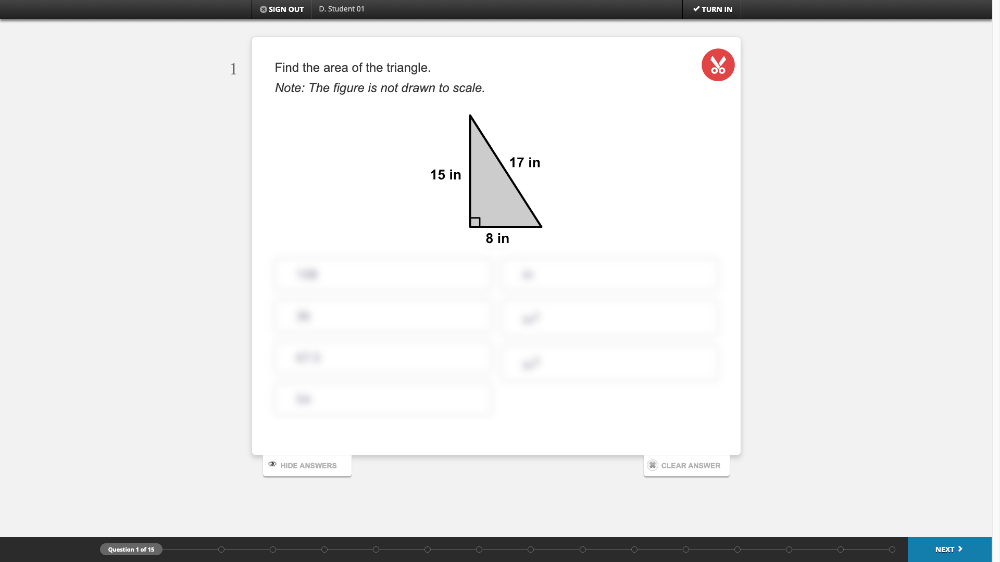 SIGN OUT
D. Student 01
TURN IN
1
Find the area of the triangle.
Note: The figure is not drawn to scale.
17 in
15 in
8 in
HIDE ANSWERS
CLEAR ANSWER
Question 1 of 15
NEXT